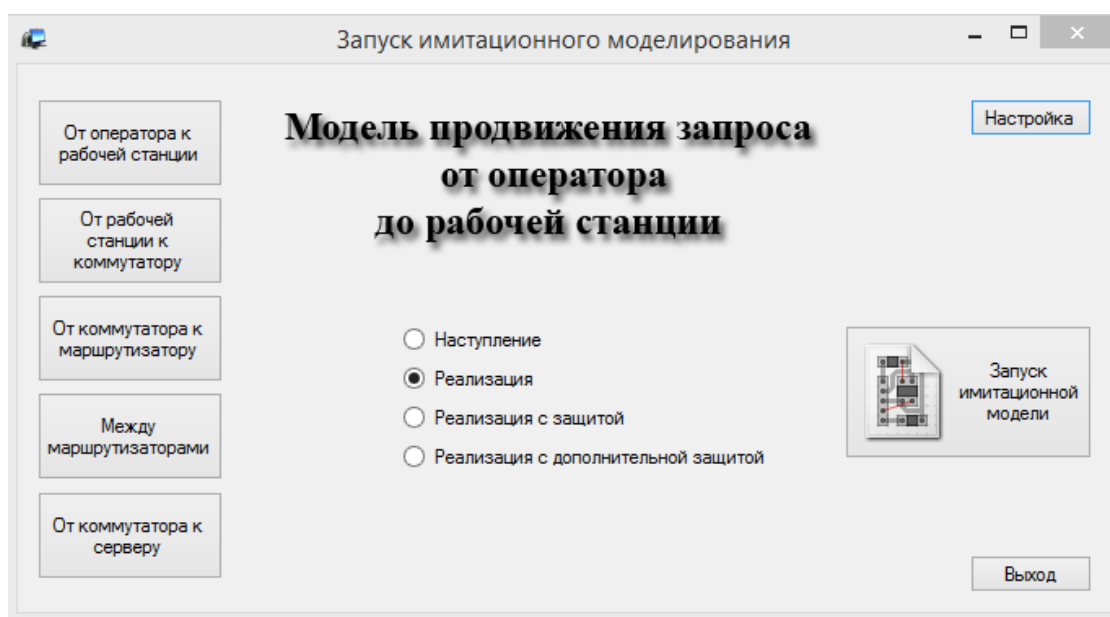 Запуск имитационного моделирования
От оператора к
рабочей станции
От рабочей
станции к
коммутатору
От коммутатора к
маршрутизатору
Между
маршрутизаторами
От коммутатора к
серверу
Модель продвижения запроса
от оператора
до рабочей станции
Наступление
Реализация
Реализация с защитой
Реализация с дополнительной защитой
Настройка
Запуск
имитационной
модели
Выход